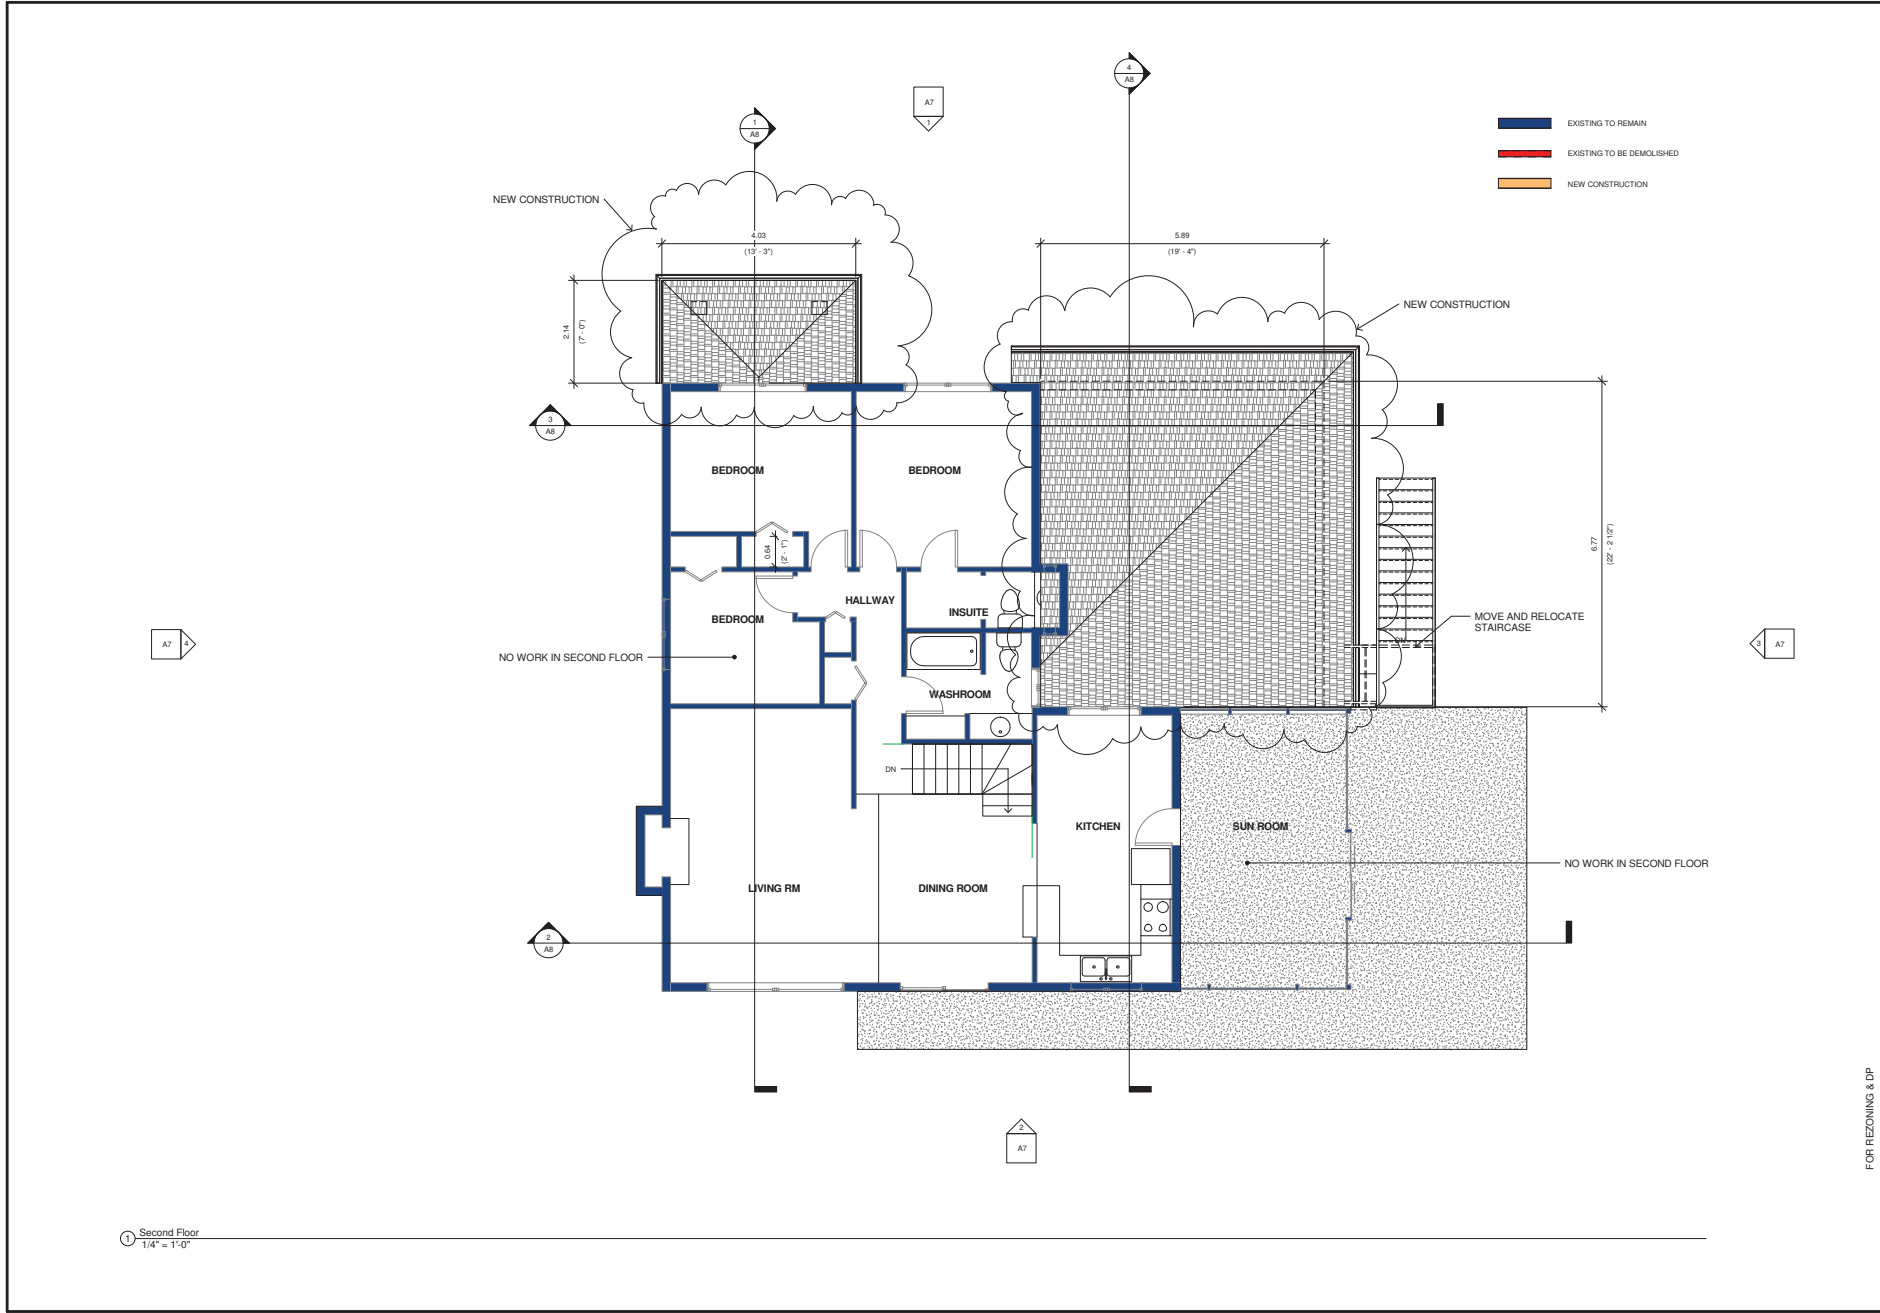 4
A8
A7
1
1
A8
EXISTING TO REMAIN
EXISTING TO BE DEMOLISHED
NEW CONSTRUCTION
NEW CONSTRUCTION
4.03
(13' - 3")
5.89
(19' - 4")
NEW CONSTRUCTION
2.14
(7' - 0")
3
A8
BEDROOM
BEDROOM
0.64
(2' - 1")
6.77
(22' - 2 1/2")
HALLWAY
INSUITE
BEDROOM
MOVE AND RELOCATE
STAIRCASE
DN
A7
4
3
A7
NO WORK IN SECOND FLOOR
WASHROOM
DN
KITCHEN
SUN ROOM
NO WORK IN SECOND FLOOR
LIVING RM
DINING ROOM
2
A8
2
A7
FOR REZONING & DP
1
Second Floor
1/4" = 1'-0"